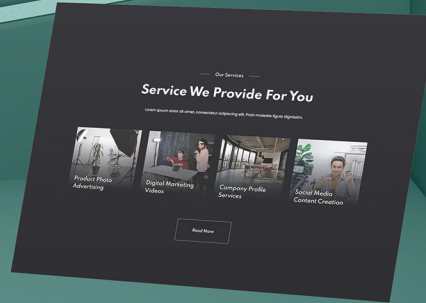 Our Services
Service We Provide For You
Lorem ipsum dolor sit amet, consectetur adipiscing elit. Proin molestie ligula dignissim.
Product Photo
Advertising
Digital Marketing
Videos
Company Profile
Services
Social Media
Content Creation
Read More